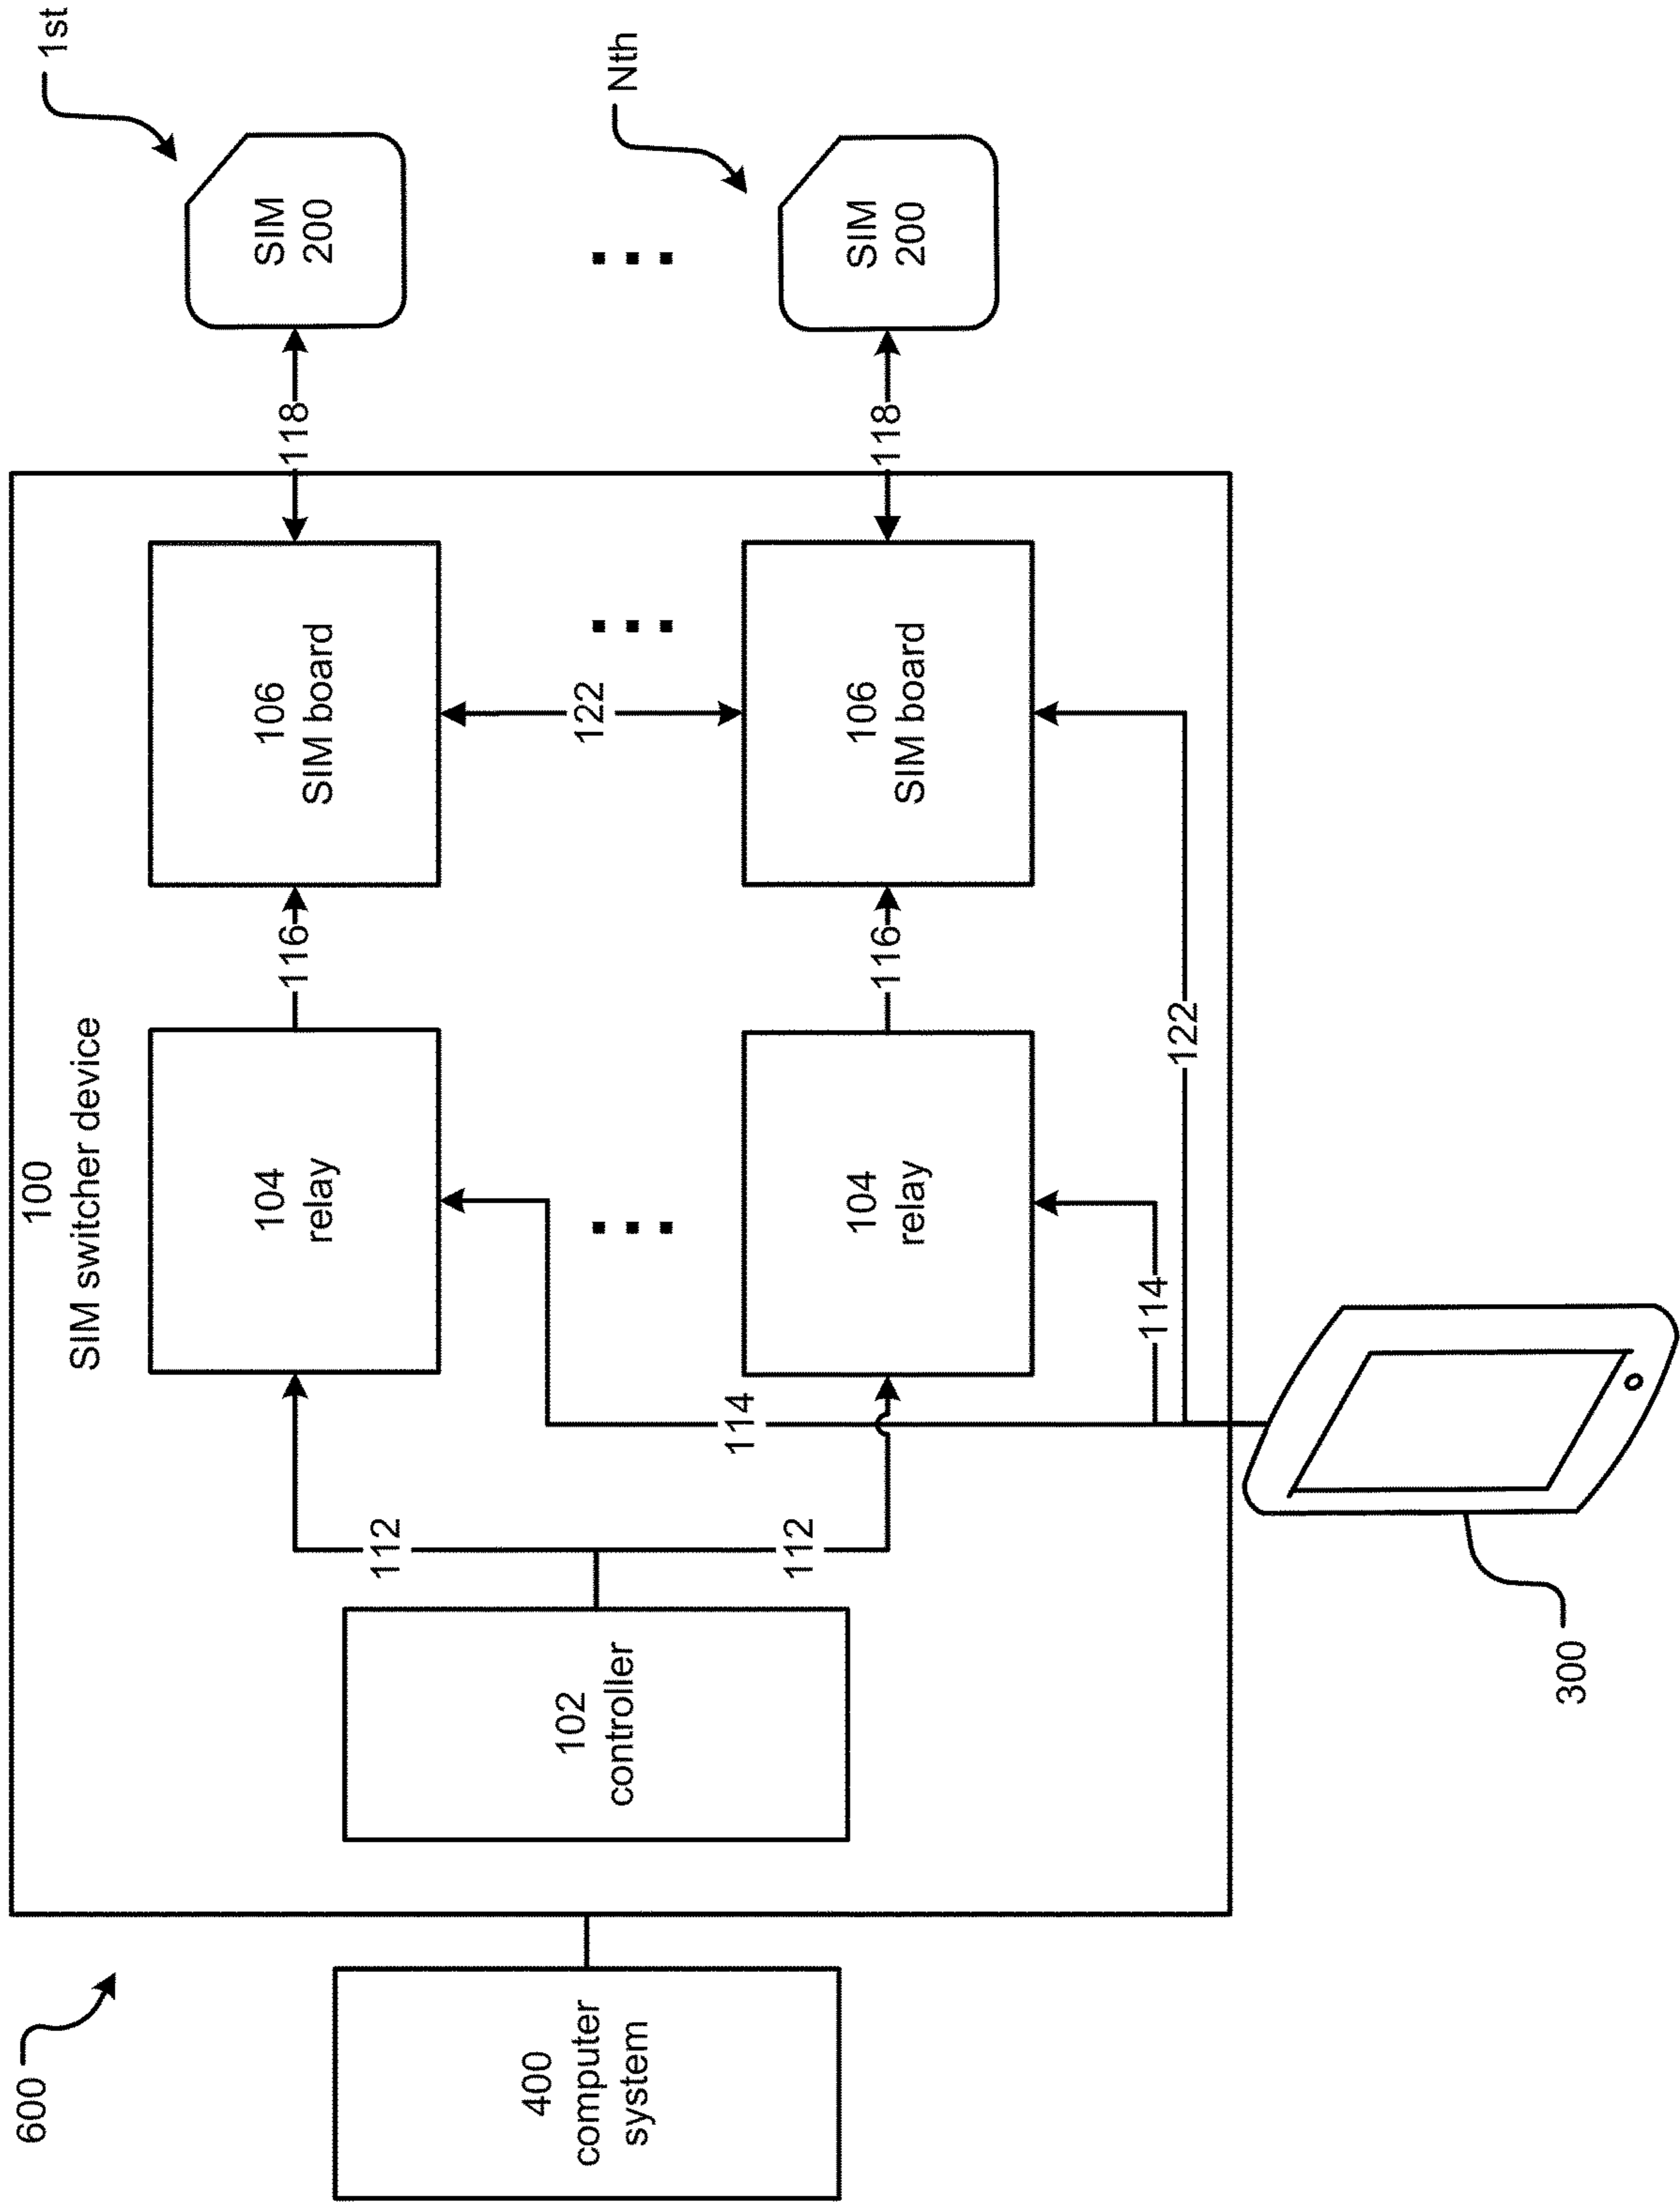 600
400
computer
system
100
SIM switcher device
102
controller
112
112
114
114
104
relay
104
relay
116
116
106
SIM board
106
SIM board
122
122
118
118
SIM
200
SIM
200
1st
Nth
300